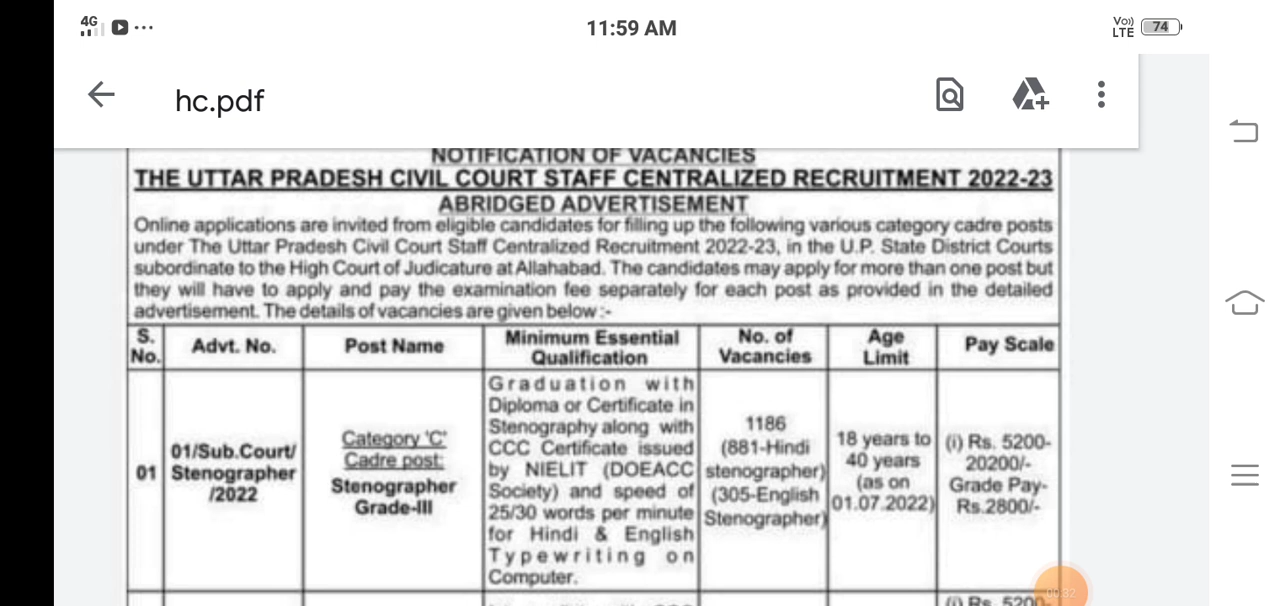 4G
11:59 AM
Vo))
LTE
74
hc.pdf
NOTIFICATION OF VACANCIES
THE UTTAR PRADESH CIVIL COURT STAFF CENTRALIZED RECRUITMENT 2022-23
ABRIDGED ADVERTISEMENT
Online applications are invited from eligible candidates for filling up the following various category cadre posts
under The Uttar Pradesh Civil Court Staff Centralized Recruitment 2022-23, in the U.P. State District Courts
subordinate to the High Court of Judicature at Allahabad. The candidates may apply for more than one post but
they will have to apply and pay the examination fee separately for each post as provided in the detailed
advertisement. The details of vacancies are given below :-
S.
No.
Advt. No.
Post Name
Minimum Essential
Qualification
No. of
Vacancies
Age
Limit
Pay Scale
01
01/Sub.Court/
Stenographer
/2022
Category 'C'
Cadre post:
Stenographer
Grade-III
Graduation with
Diploma or Certificate in
Stenography along with
CCC Certificate issued
by NIELIT (DOEACC
Society) and speed of
25/30 words per minute
for Hindi & English
Typewriting on
Computer.
1186
(881-Hindi
stenographer)
(305-English
Stenographer)
18 years to
40 years
(as on
01.07.2022)
(i) Rs. 5200-
20200/-
Grade Pay-
Rs.2800/-
(i) Rs. 5200-
00:32